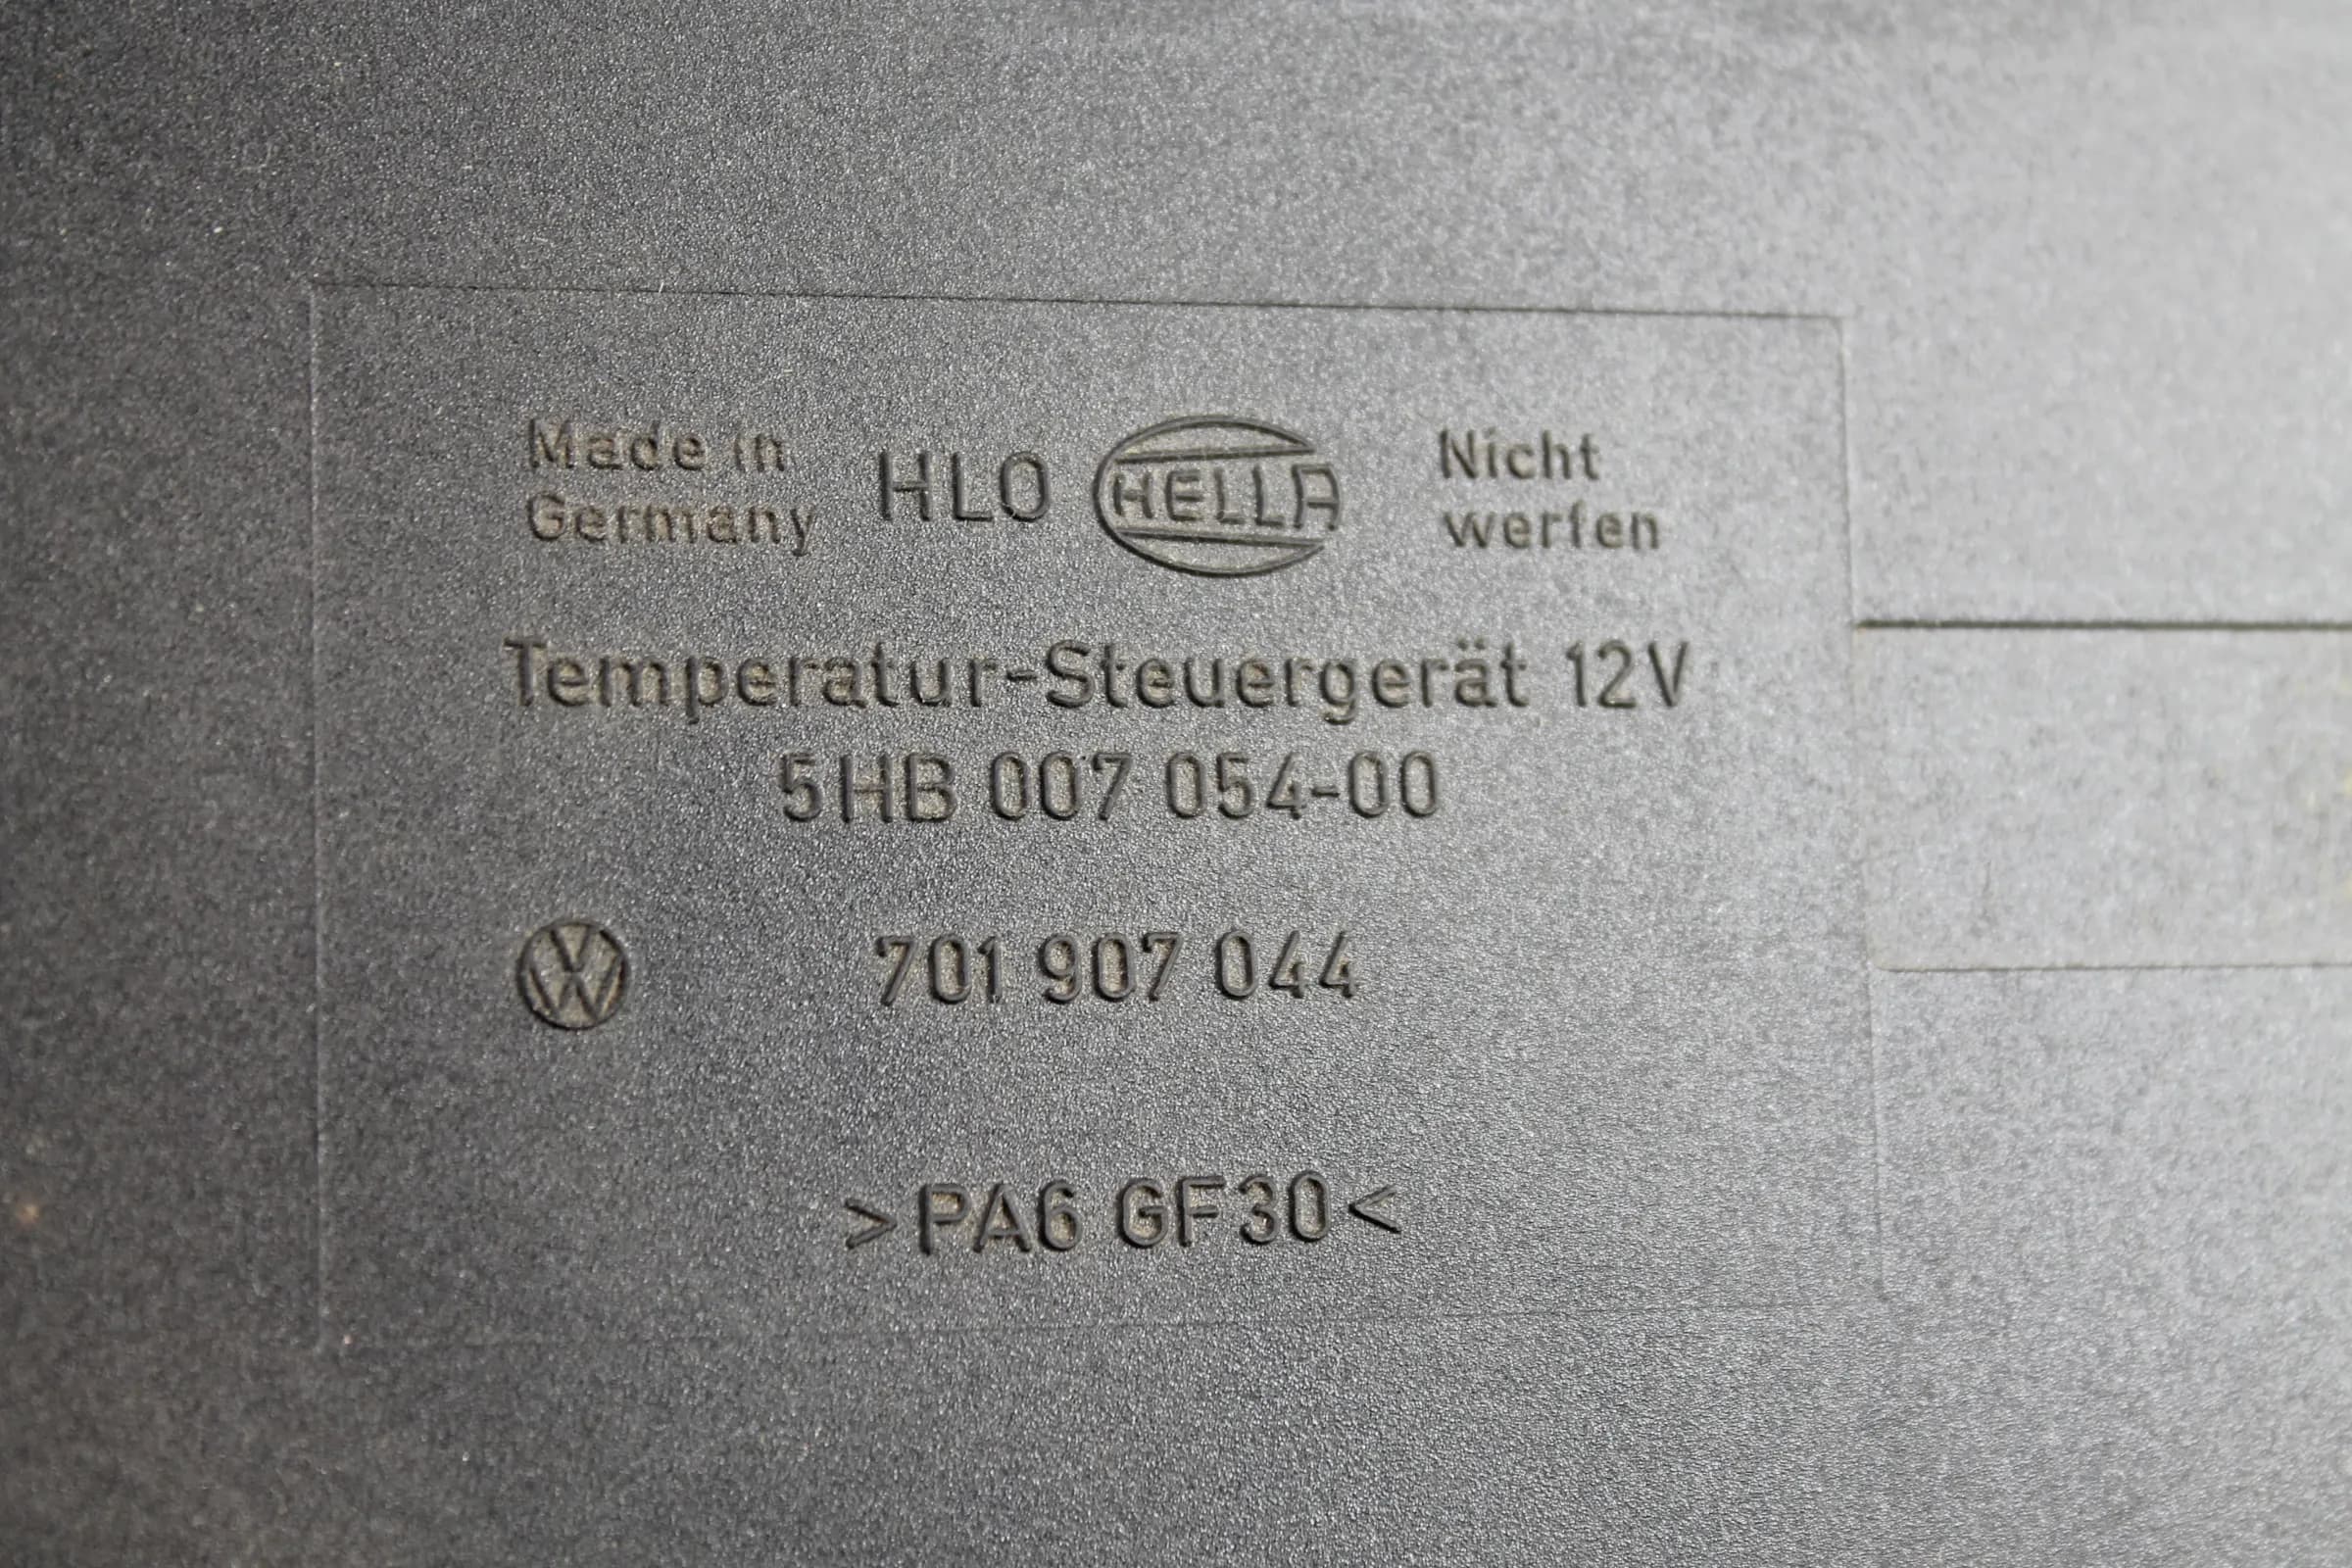 Made in
Germany
HLO HELLA
Nicht
werfen
Temperatur-Steuergerät 12V
5HB 007 054-00
VW 701 907 044
>PA6 GF30<